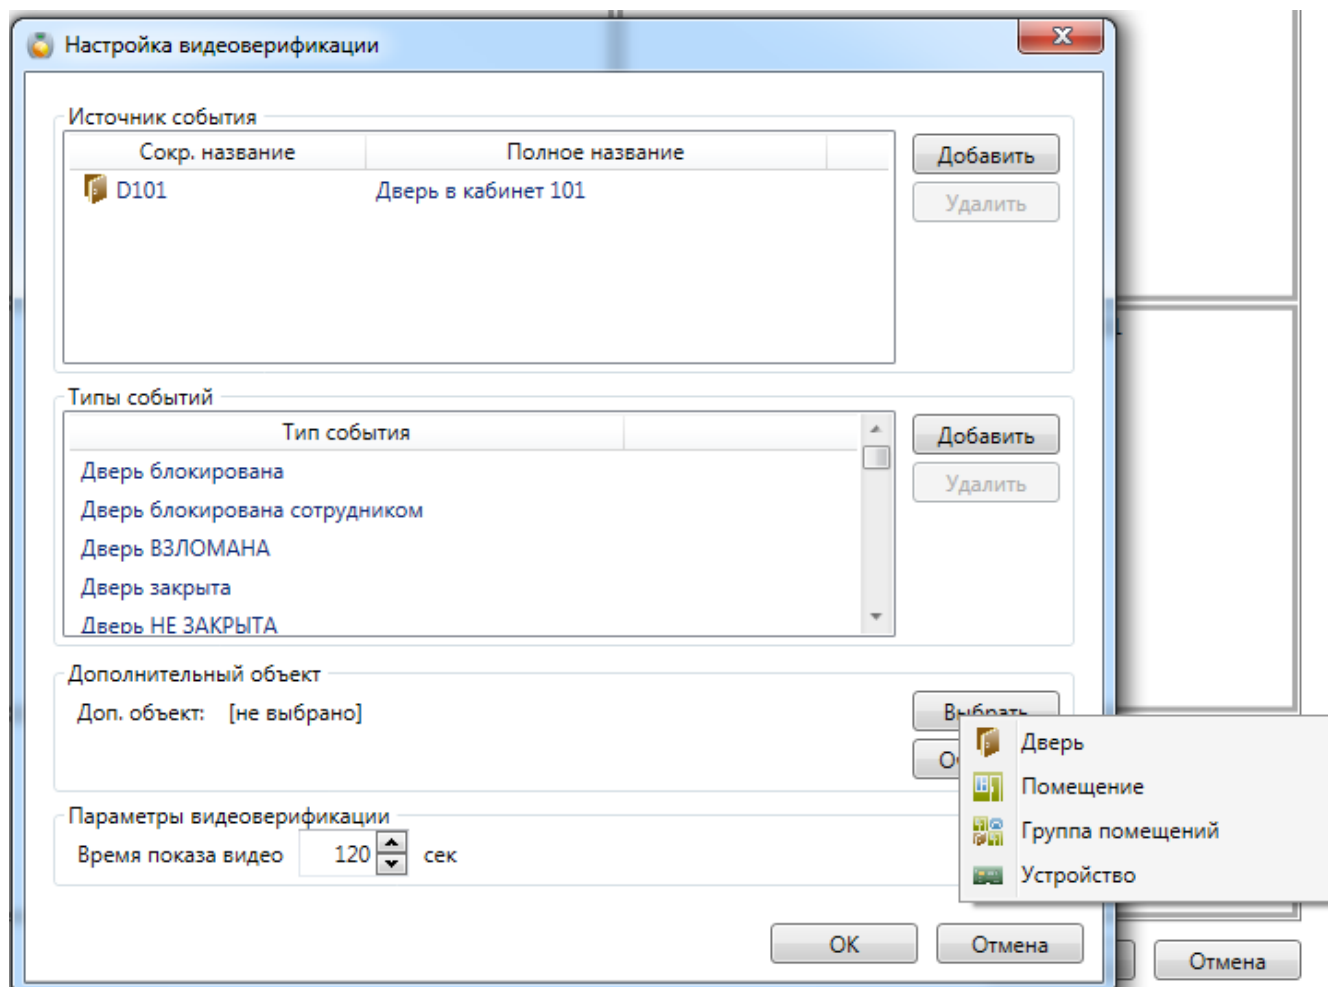 Настройка видеоверификации
Источник события
Сокр. название Полное название
Добавить
D101 Дверь в кабинет 101
Удалить
Типы событий
Тип события
Добавить
Дверь блокирована
Удалить
Дверь блокирована сотрудником
Дверь ВЗЛОМАНА
Дверь закрыта
Дверь НЕ ЗАКРЫТА
Дополнительный объект
Доп. объект: [не выбрано]
Выбрать
Дверь
Помещение
Группа помещений
Устройство
Параметры видеоверификации
Время показа видео 120 сек
OK Отмена
Отмена